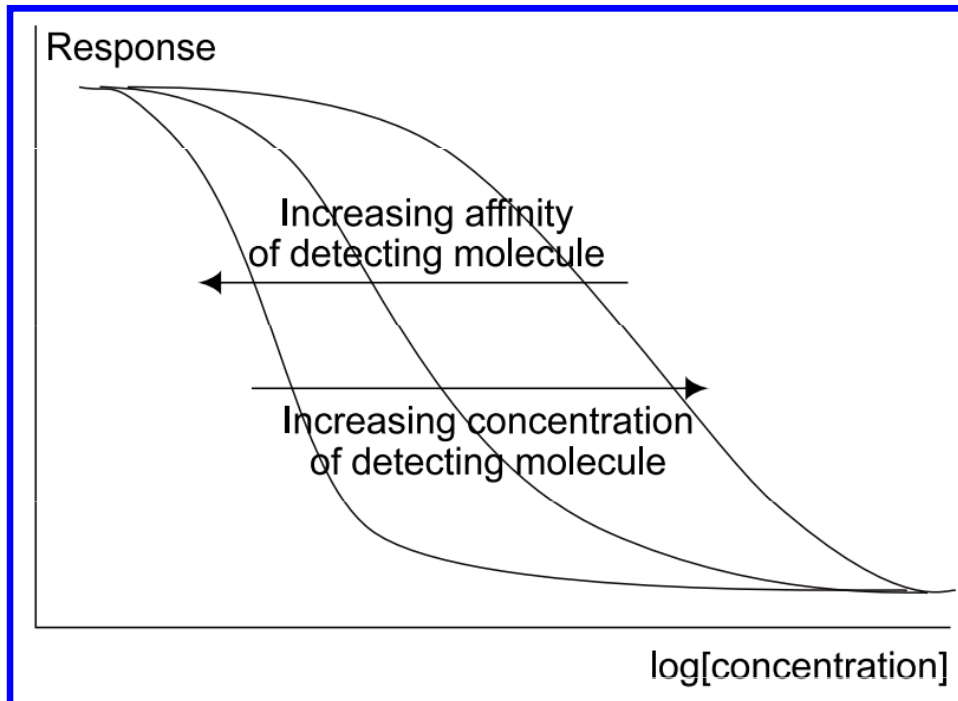 Response
Increasing affinity
of detecting molecule
Increasing concentration
of detecting molecule
log[concentration]